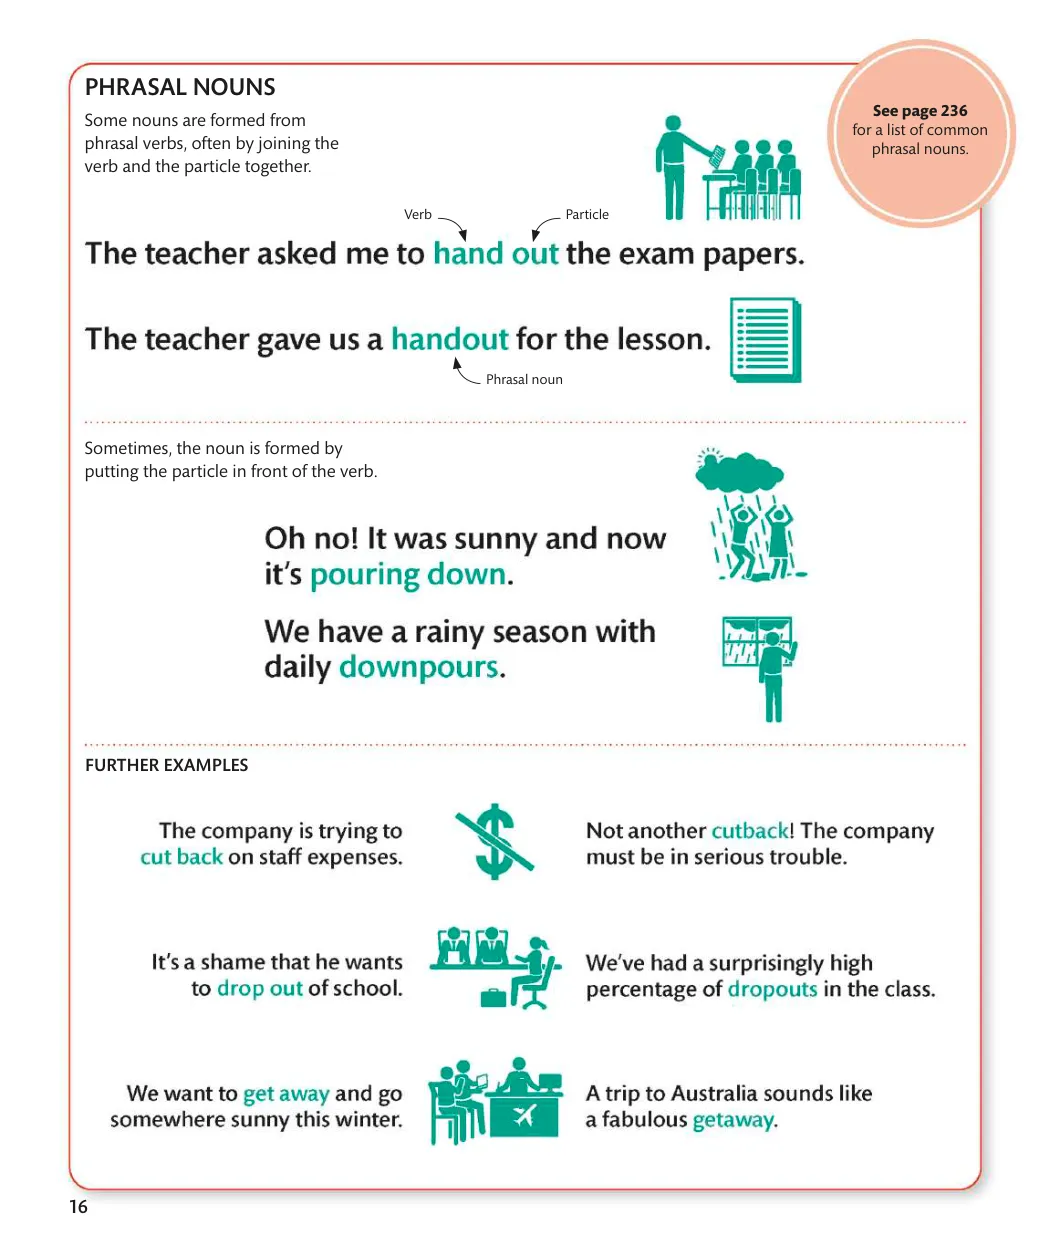 PHRASAL NOUNS
Some nouns are formed from
phrasal verbs, often by joining the
verb and the particle together.
See page 236
for a list of common
phrasal nouns.
Verb
Particle
The teacher asked me to hand out the exam papers.
The teacher gave us a handout for the lesson.
Phrasal noun
Sometimes, the noun is formed by
putting the particle in front of the verb.
Oh no! It was sunny and now
it's pouring down.
We have a rainy season with
daily downpours.
FURTHER EXAMPLES
The company is trying to
cut back on staff expenses.
Not another cutback! The company
must be in serious trouble.
It's a shame that he wants
to drop out of school.
We've had a surprisingly high
percentage of dropouts in the class.
We want to get away and go
somewhere sunny this winter.
A trip to Australia sounds like
a fabulous getaway.
16